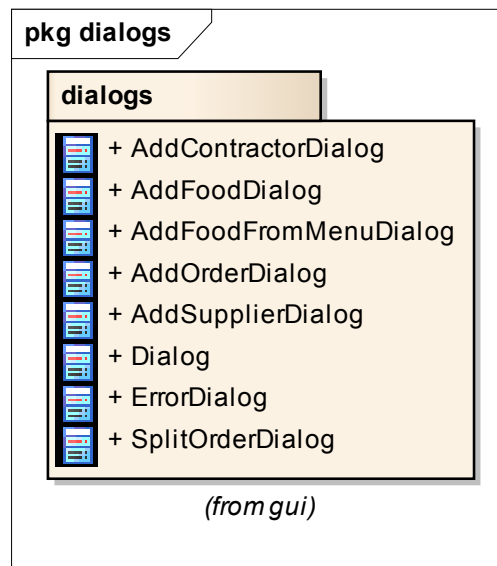 pkg dialogs
dialogs
+ AddContractorDialog
+ AddFoodDialog
+ AddFoodFromMenuDialog
+ AddOrderDialog
+ AddSupplierDialog
+ Dialog
+ ErrorDialog
+ SplitOrderDialog
(from gui)